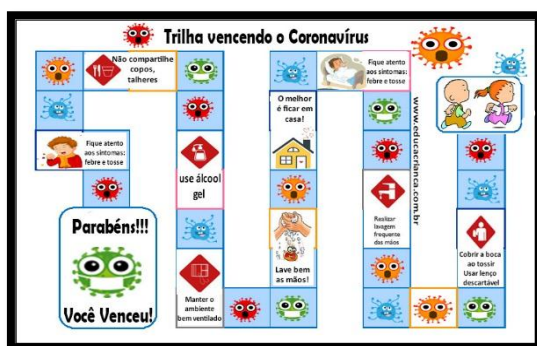 Trilha vencendo o Coronavírus
Não compartilhe
copos,
talheres
Fique atento
aos sintomas:
febre e tosse
O melhor
é ficar em
casa!
Fique atento
aos sintomas:
febre e tosse
use álcool
gel
www.educacrianca.com.br
Realizar
lavagem
frequente
das mãos
Parabéns!!!
Você Venceu!
Manter o
ambiente
bem ventilado
Lave bem
as mãos!
Cobrir a boca
ao tossir
Usar lenço
descartável